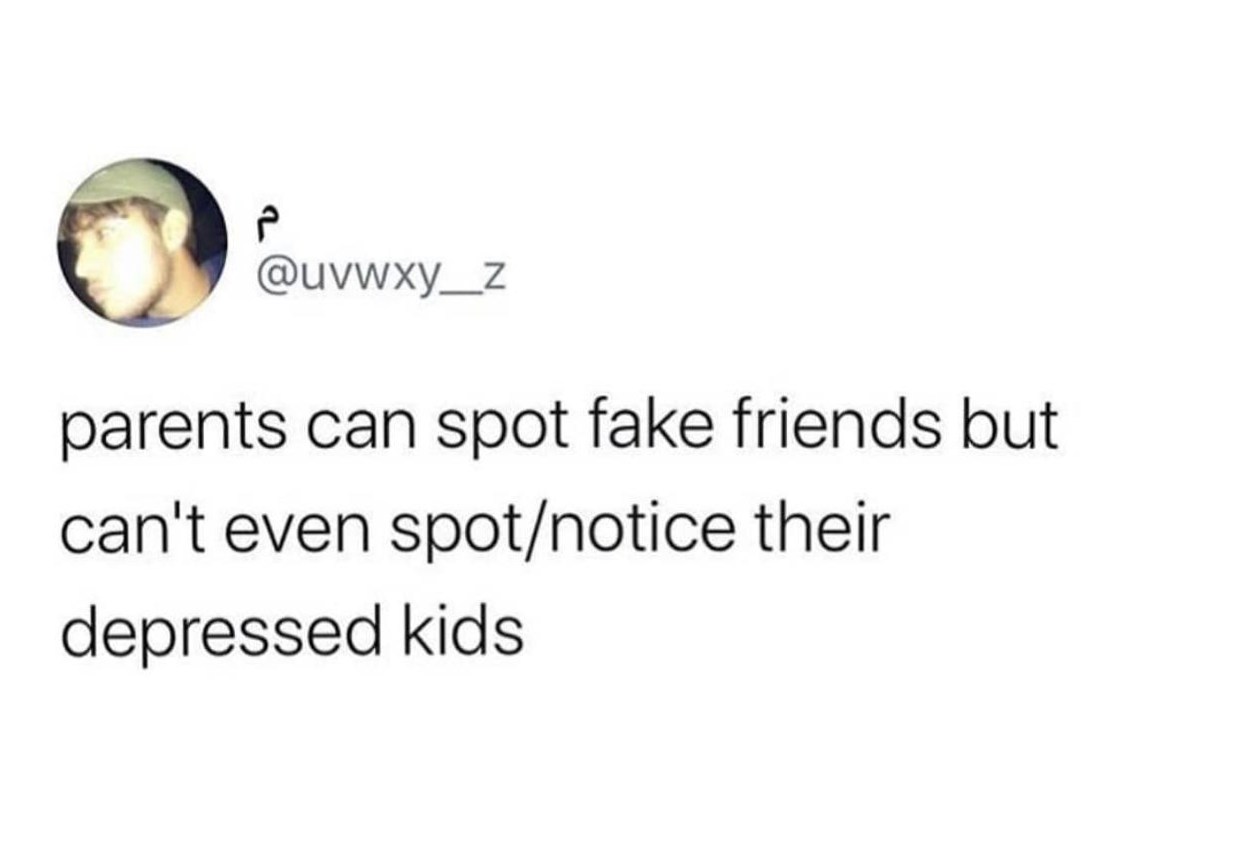 م
@uvwxy__z
parents can spot fake friends but
can't even spot/notice their
depressed kids